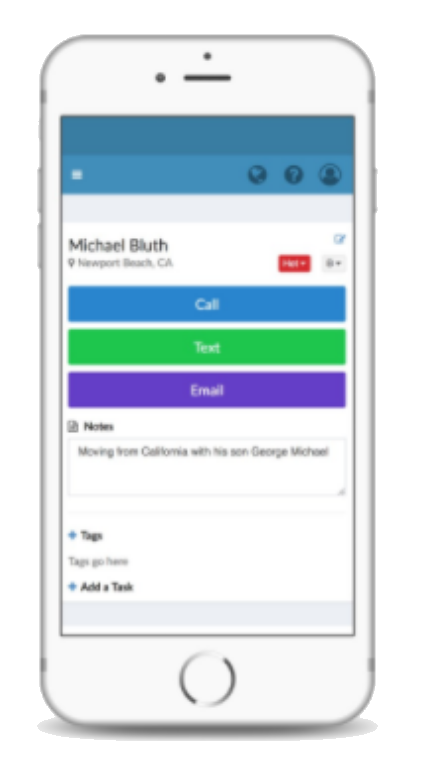 Michael Bluth
Newport Beach, CA
Hot
Call
Text
Email
Notes
Moving from California with his son George Michael
+ Tags
Tags go here
+ Add a Task